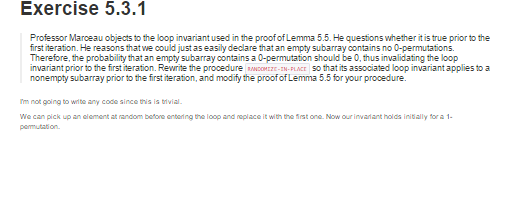 Exercise 5.3.1
Professor Marceau objects to the loop invariant used in the proof of Lemma 5.5. He questions whether it is true prior to the
first iteration. He reasons that we could just as easily declare that an empty subarray contains no 0-permutations.
Therefore, the probability that an empty subarray contains a 0-permutation should be 0, thus invalidating the loop
invariant prior to the first iteration. Rewrite the procedure RANDOMIZE-IN-PLACE so that its associated loop invariant applies to a
nonempty subarray prior to the first iteration, and modify the proof of Lemma 5.5 for your procedure.
I'm not going to write any code since this is trivial.
We can pick up an element at random before entering the loop and replace it with the first one. Now our invariant holds initially for a 1-
permutation.